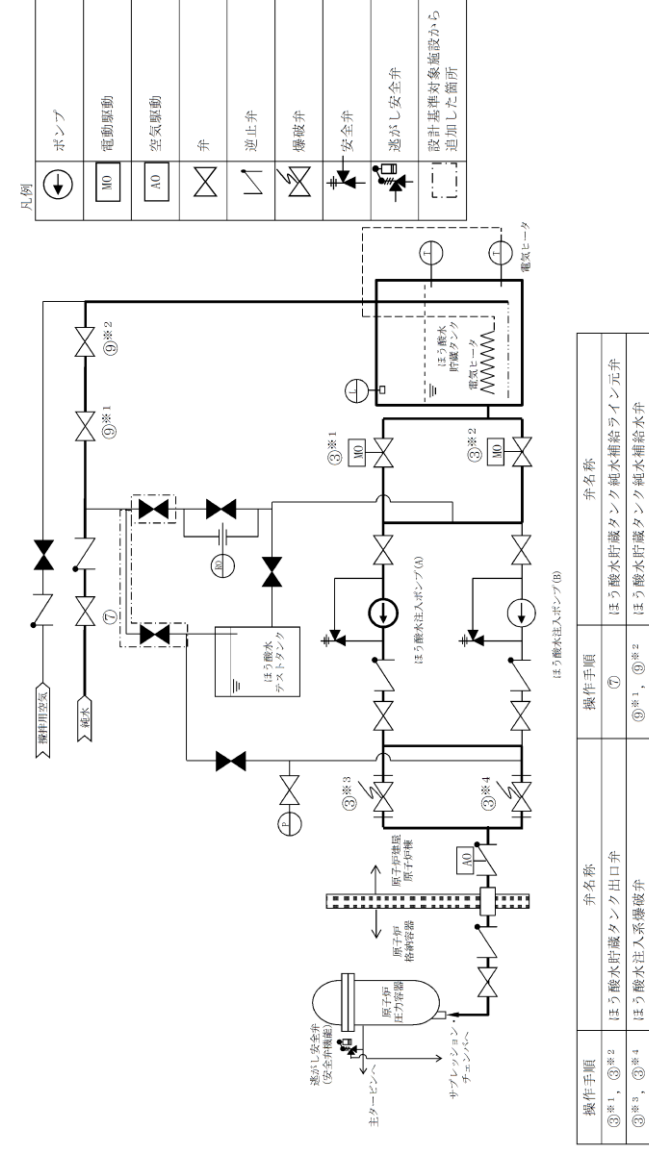 凡例
ポンプ
MO
電動駆動
AO
空気駆動
弁
逆止弁
爆破弁
安全弁
逃がし安全弁
設計基準対象施設から
追加した箇所
攪拌用空気
純水
⑨※1
⑨※2
⑦
RO
ほう酸水
テストタンク
P
L
T
T
ほう酸水
貯蔵タンク
電気ヒータ
電気ヒータ
③※1
MO
③※2
MO
ほう酸水注入ポンプ(A)
ほう酸水注入ポンプ(B)
③※3
③※4
AO
原子炉建屋
原子炉棟
原子炉
格納容器
原子炉
圧力容器
逃がし安全弁
(安全弁機能)
主タービンへ
サプレッション・
チェンバへ
操作手順
弁名称
操作手順
弁名称
③※1，③※2
ほう酸水貯蔵タンク出口弁
⑦
ほう酸水貯蔵タンク純水補給ライン元弁
③※3，③※4
ほう酸水注入系爆破弁
⑨※1，⑨※2
ほう酸水貯蔵タンク純水補給水弁